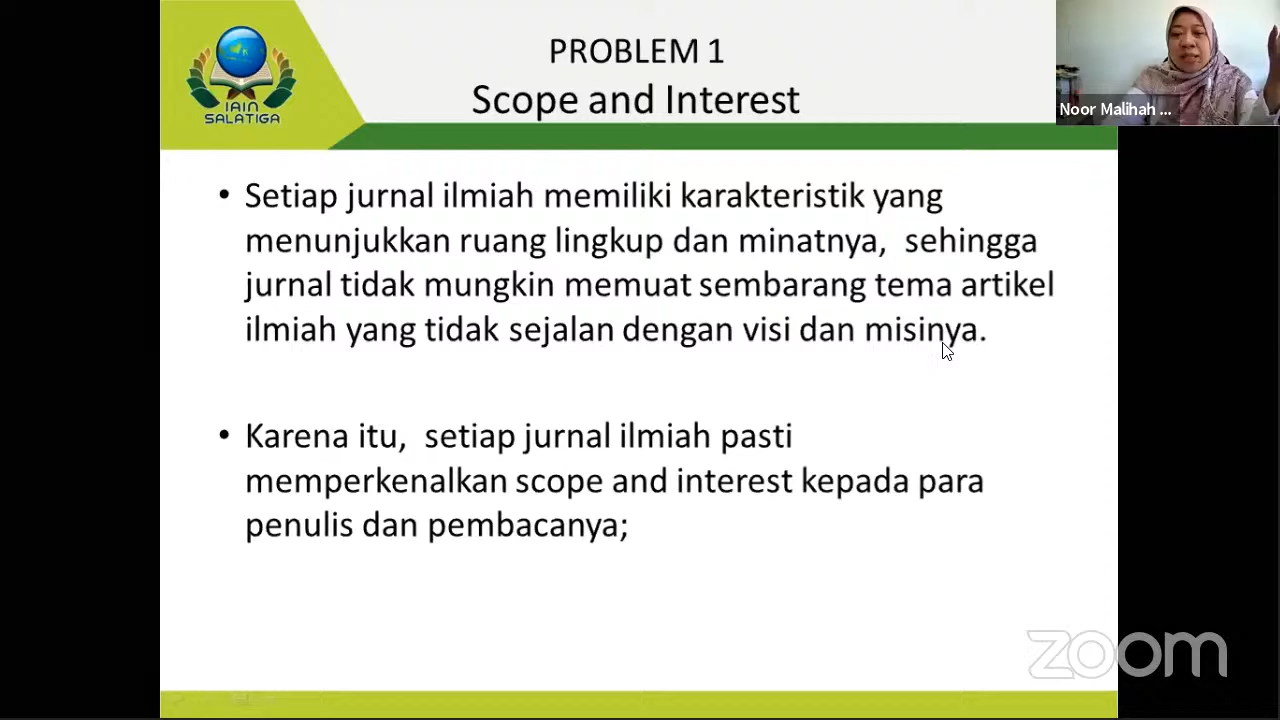 PROBLEM 1
Scope and Interest
IAIN
SALATIGA
Noor Malihah ...
• Setiap jurnal ilmiah memiliki karakteristik yang
menunjukkan ruang lingkup dan minatnya, sehingga
jurnal tidak mungkin memuat sembarang tema artikel
ilmiah yang tidak sejalan dengan visi dan misinya.
• Karena itu, setiap jurnal ilmiah pasti
memperkenalkan scope and interest kepada para
penulis dan pembacanya;
zoom